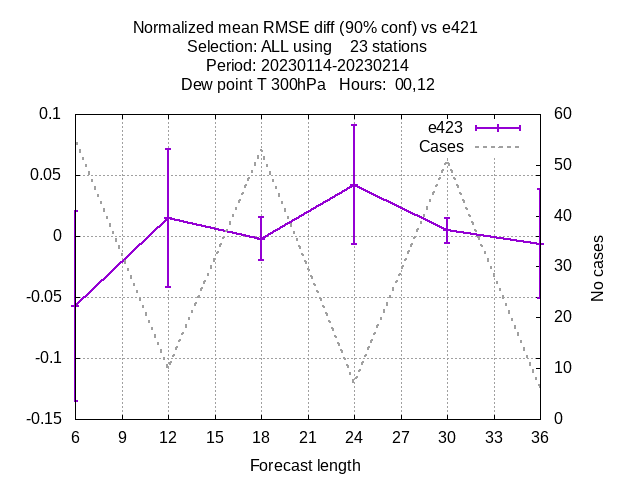 Normalized mean RMSE diff (90% conf) vs e421
Selection: ALL using    23 stations
Period: 20230114-20230214
Dew point T 300hPa   Hours:  00,12
e423
Cases
0.1
0.05
0
-0.05
-0.1
-0.15
60
50
40
30
20
10
0
No cases
6 9 12 15 18 21 24 27 30 33 36
Forecast length